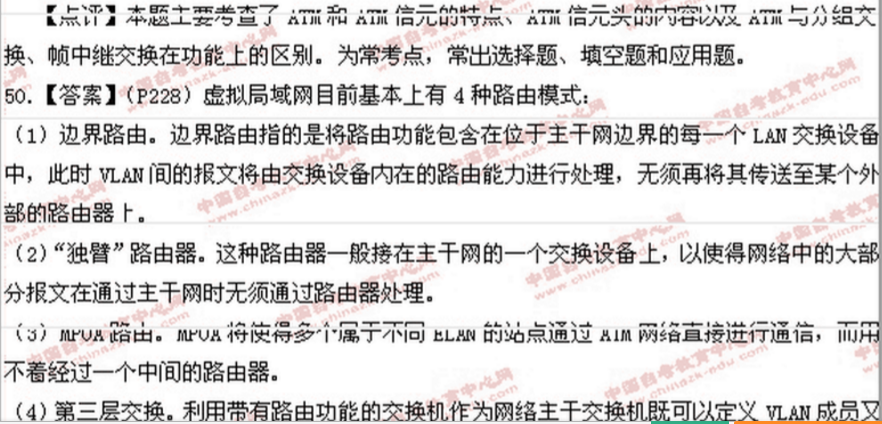 【点评】本题主要考查了 ATM 和 ATM 信元的特点、ATM 信元头的内容以及 ATM 与分组交
换、帧中继交换在功能上的区别。为常考点，常出选择题、填空题和应用题。
50.【答案】(P228) 虚拟局域网目前基本上有 4 种路由模式：
（1）边界路由。边界路由指的是将路由功能包含在位于主干网边界的每一个 LAN 交换设备
中，此时 VLAN 间的报文将由交换设备内在的路由能力进行处理，无须再将其传送至某个外
部的路由器上。
（2）“独臂”路由器。这种路由器一般接在主干网的一个交换设备上，以使得网络中的大部
分报文在通过主干网时无须通过路由器处理。
（3）MPOA 路由。MPOA 将使得多个属于不同 ELAN 的站点通过 ATM 网络直接进行通信，而用
不着经过一个中间的路由器。
（4）第三层交换。利用带有路由功能的交换机作为网络主干交换机既可以定义 VLAN 成员又
中国自考教育中心网
www.chinazk-edu.com